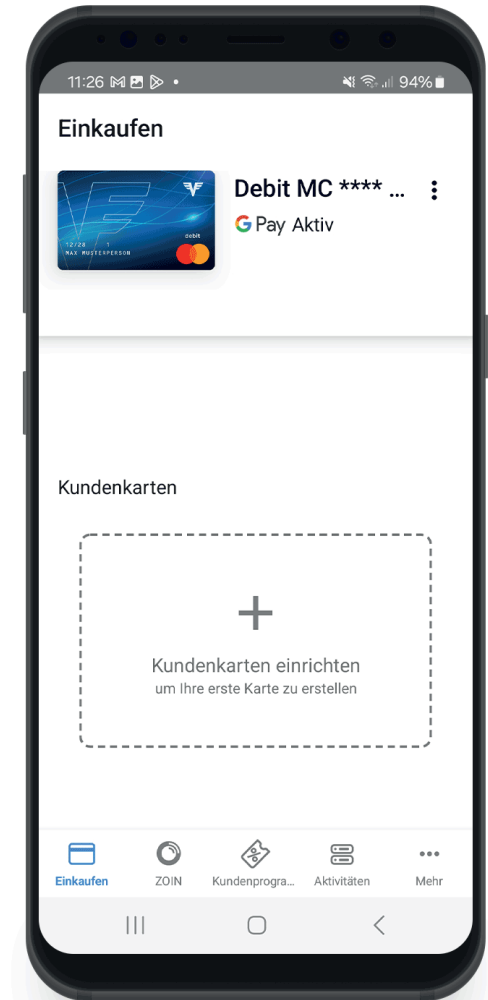 11:26
94%
Einkaufen
Debit MC **** ...
G Pay Aktiv
debit
12/28 1
MAX MUSTERPERSON
Kundenkarten
Kundenkarten einrichten
um Ihre erste Karte zu erstellen
Einkaufen
ZOIN
Kundenprogra...
Aktivitäten
Mehr